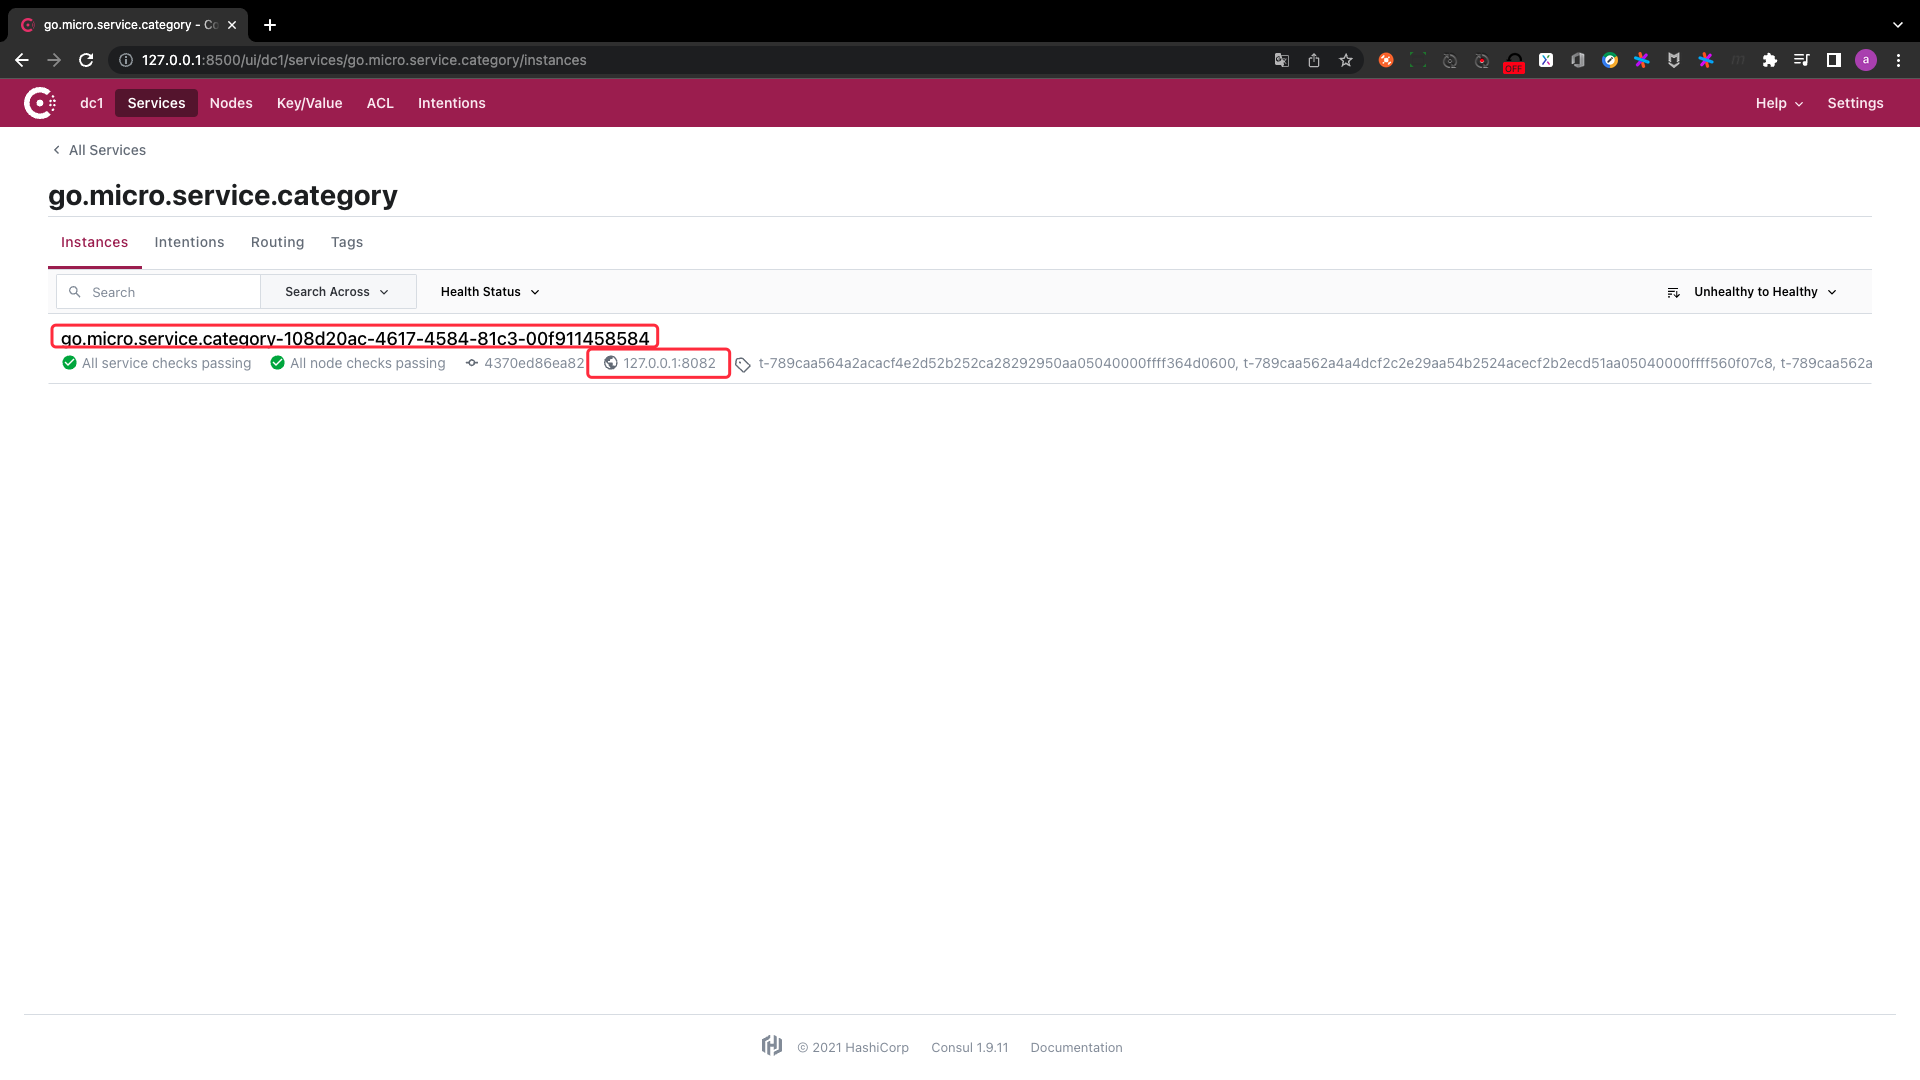 go.micro.service.category - Co
127.0.0.1:8500/ui/dc1/services/go.micro.service.category/instances
OFF
a
dc1 Services Nodes Key/Value ACL Intentions Help Settings
All Services
go.micro.service.category
Instances Intentions Routing Tags
Search Search Across Health Status Unhealthy to Healthy
go.micro.service.category-108d20ac-4617-4584-81c3-00f911458584
All service checks passing All node checks passing 4370ed86ea82 127.0.0.1:8082 t-789caa564a2acacf4e2d52b252ca28292950aa05040000ffff364d0600, t-789caa562a4a4dcf2c2e29aa54b2524acecf2b2ecd51aa05040000ffff560f07c8, t-789caa562a
© 2021 HashiCorp Consul 1.9.11 Documentation